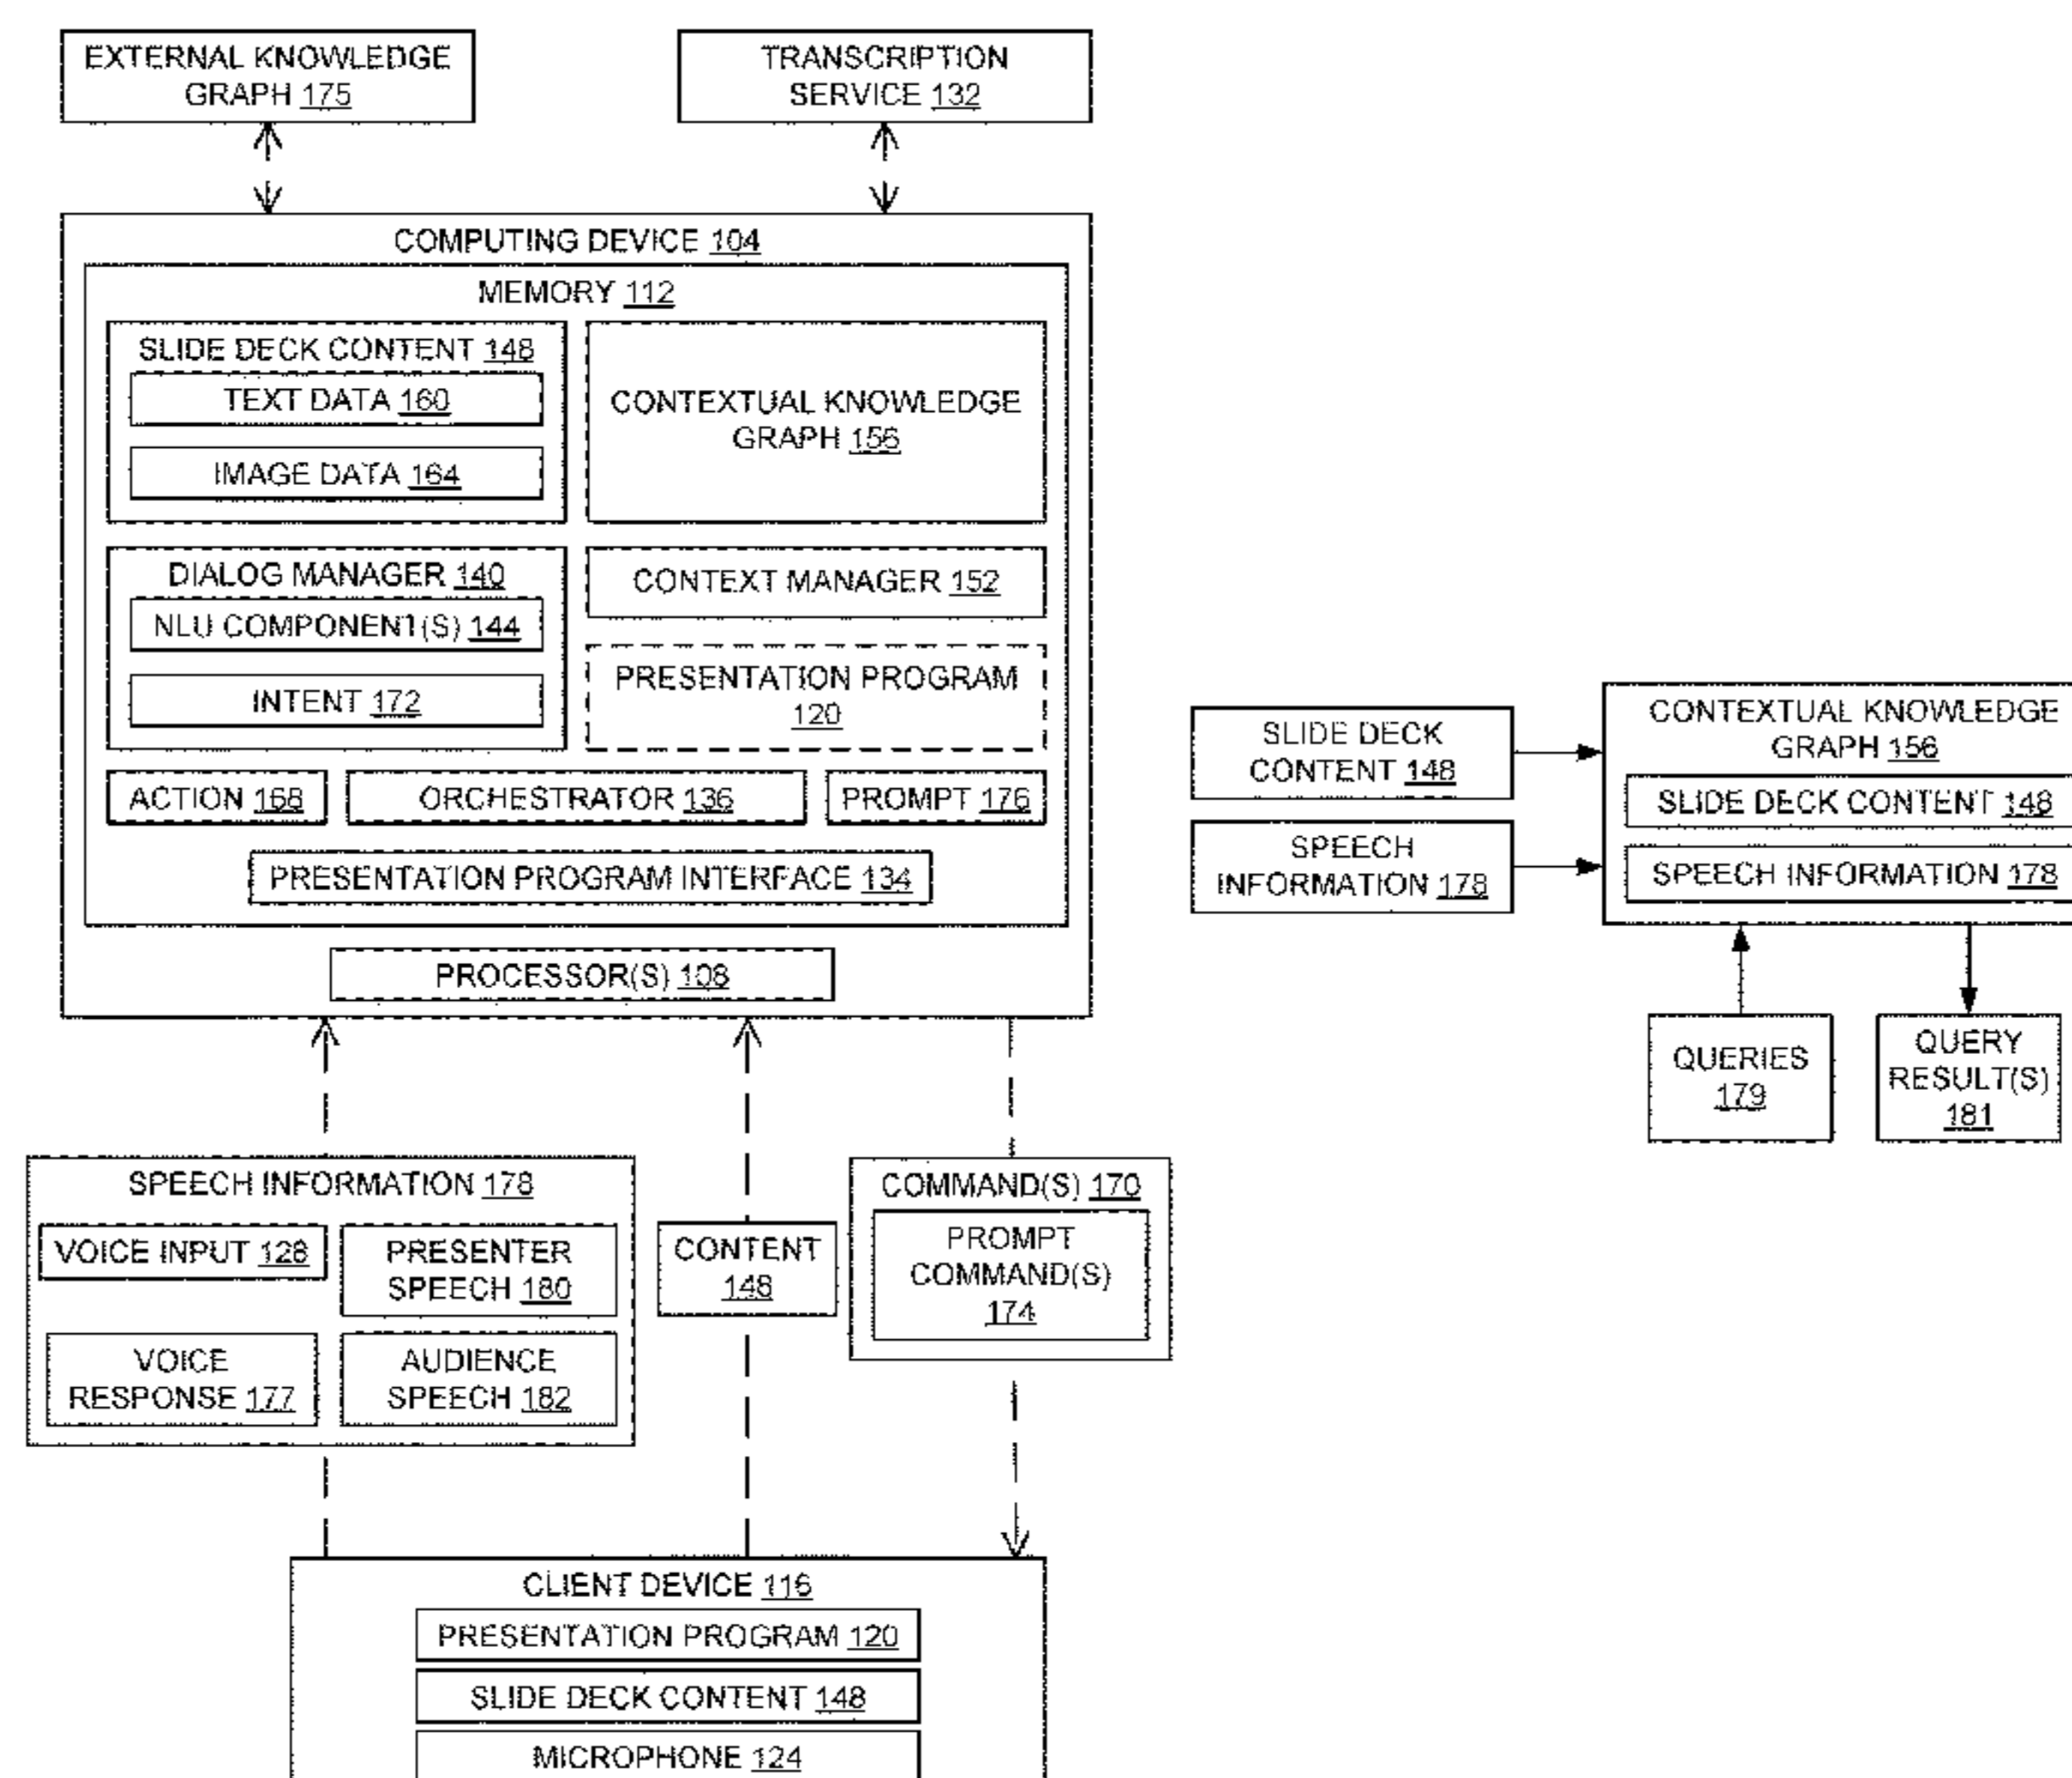 EXTERNAL KNOWLEDGE
GRAPH 175
TRANSCRIPTION
SERVICE 132
COMPUTING DEVICE 104
MEMORY 112
SLIDE DECK CONTENT 148
TEXT DATA 160
IMAGE DATA 164
CONTEXTUAL KNOWLEDGE
GRAPH 156
DIALOG MANAGER 140
NLU COMPONENT(S) 144
INTENT 172
CONTEXT MANAGER 152
PRESENTATION PROGRAM
120
ACTION 168
ORCHESTRATOR 136
PROMPT 176
PRESENTATION PROGRAM INTERFACE 134
PROCESSOR(S) 108
SPEECH INFORMATION 178
VOICE INPUT 128
PRESENTER
SPEECH 180
VOICE
RESPONSE 177
AUDIENCE
SPEECH 182
CONTENT
148
COMMAND(S) 170
PROMPT
COMMAND(S)
174
CLIENT DEVICE 116
PRESENTATION PROGRAM 120
SLIDE DECK CONTENT 148
MICROPHONE 124
SLIDE DECK
CONTENT 148
SPEECH
INFORMATION 178
CONTEXTUAL KNOWLEDGE
GRAPH 156
SLIDE DECK CONTENT 148
SPEECH INFORMATION 178
QUERIES
179
QUERY
RESULT(S)
181